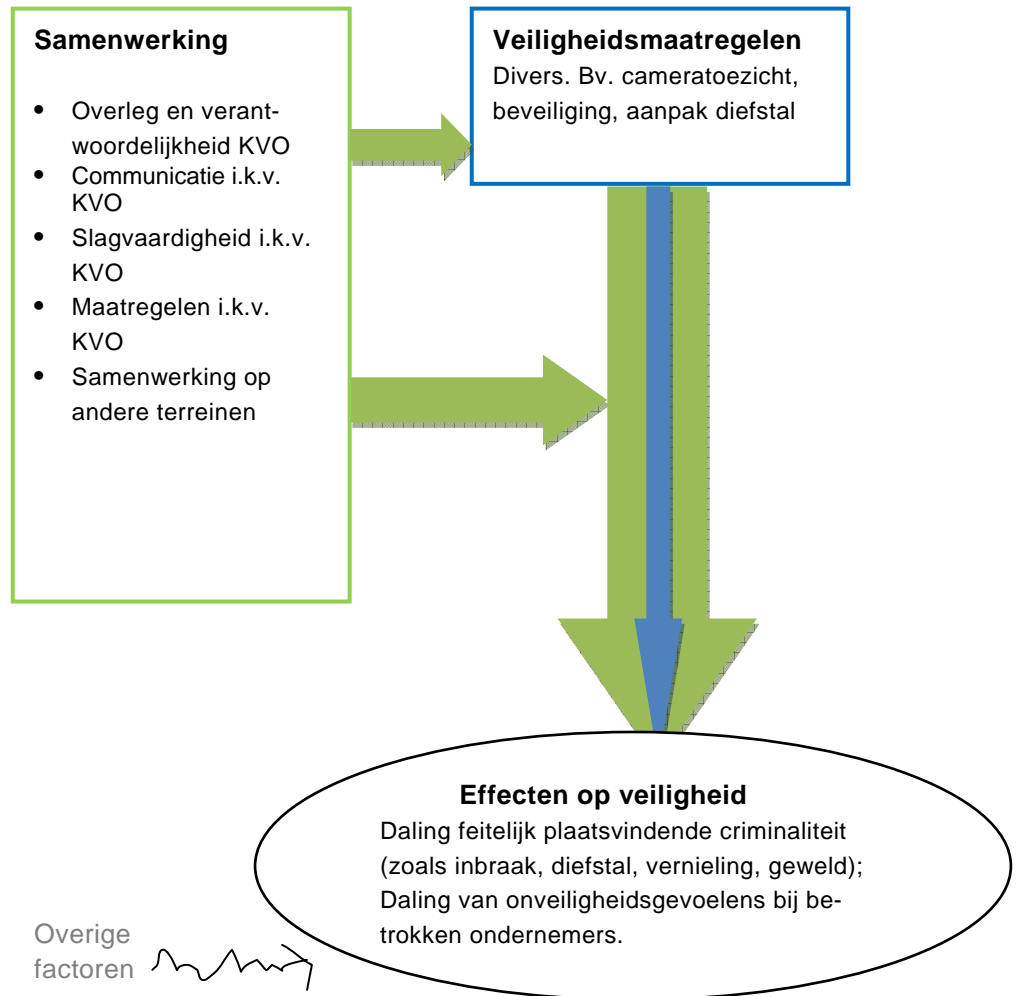 Samenwerking
• Overleg en verant-
woordelijkheid KVO
• Communicatie i.k.v.
KVO
• Slagvaardigheid i.k.v.
KVO
• Maatregelen i.k.v.
KVO
• Samenwerking op
andere terreinen
Veiligheidsmaatregelen
Divers. Bv. cameratoezicht,
beveiliging, aanpak diefstal
Effecten op veiligheid
Daling feitelijk plaatsvindende criminaliteit
(zoals inbraak, diefstal, vernieling, geweld);
Daling van onveiligheidsgevoelens bij be-
trokken ondernemers.
Overige
factoren